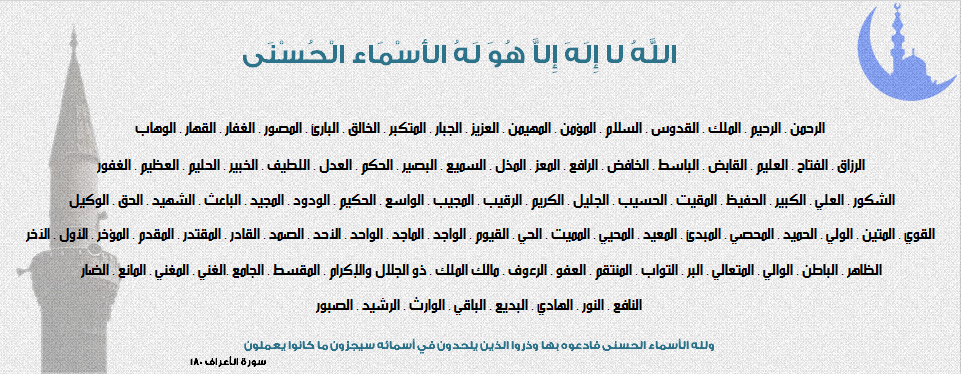 اللَّهُ لا إِلَهَ إِلاَّ هُوَ لَهُ الأسْمَاء الْحُسْنَى
الرحمن . الرحيم . الملك . القدوس . السلام . المؤمن . المهيمن . العزيز . الجبار . المتكبر . الخالق . البارئ . المصور . الغفار . القهار . الوهاب
الرزاق . الفتاح . العليم . القابض . الباسط . الخافض . الرافع . المعز . المذل . السميع . البصير . الحكم . العدل . اللطيف . الخبير . الحليم . العظيم . الغفور
الشكور . العلي . الكبير . الحفيظ . المقيت . الحسيب . الجليل . الكريم . الرقيب . المجيب . الواسع . الحكيم . الودود . المجيد . الباعث . الشهيد . الحق . الوكيل
القوي . المتين . الولي . الحميد . المحصي . المبدئ . المعيد . المحيي . المميت . الحي . القيوم . الواجد . الماجد . الواحد . الأحد . الصمد . القادر . المقتدر . المقدم . المؤخر . الأول . الآخر
الظاهر . الباطن . الوالي . المتعالي . البر . التواب . المنتقم . العفو . الرءوف . مالك الملك . ذو الجلال والإكرام . المقسط . الجامع .الغني . المغني . المانع . الضار
النافع . النور . الهادي . البديع . الباقي . الوارث . الرشيد . الصبور
ولله الأسماء الحسنى فادعوه بها وذروا الذين يلحدون في أسمائه سيجزون ما كانوا يعملون
سورة الأعراف ١٨٠